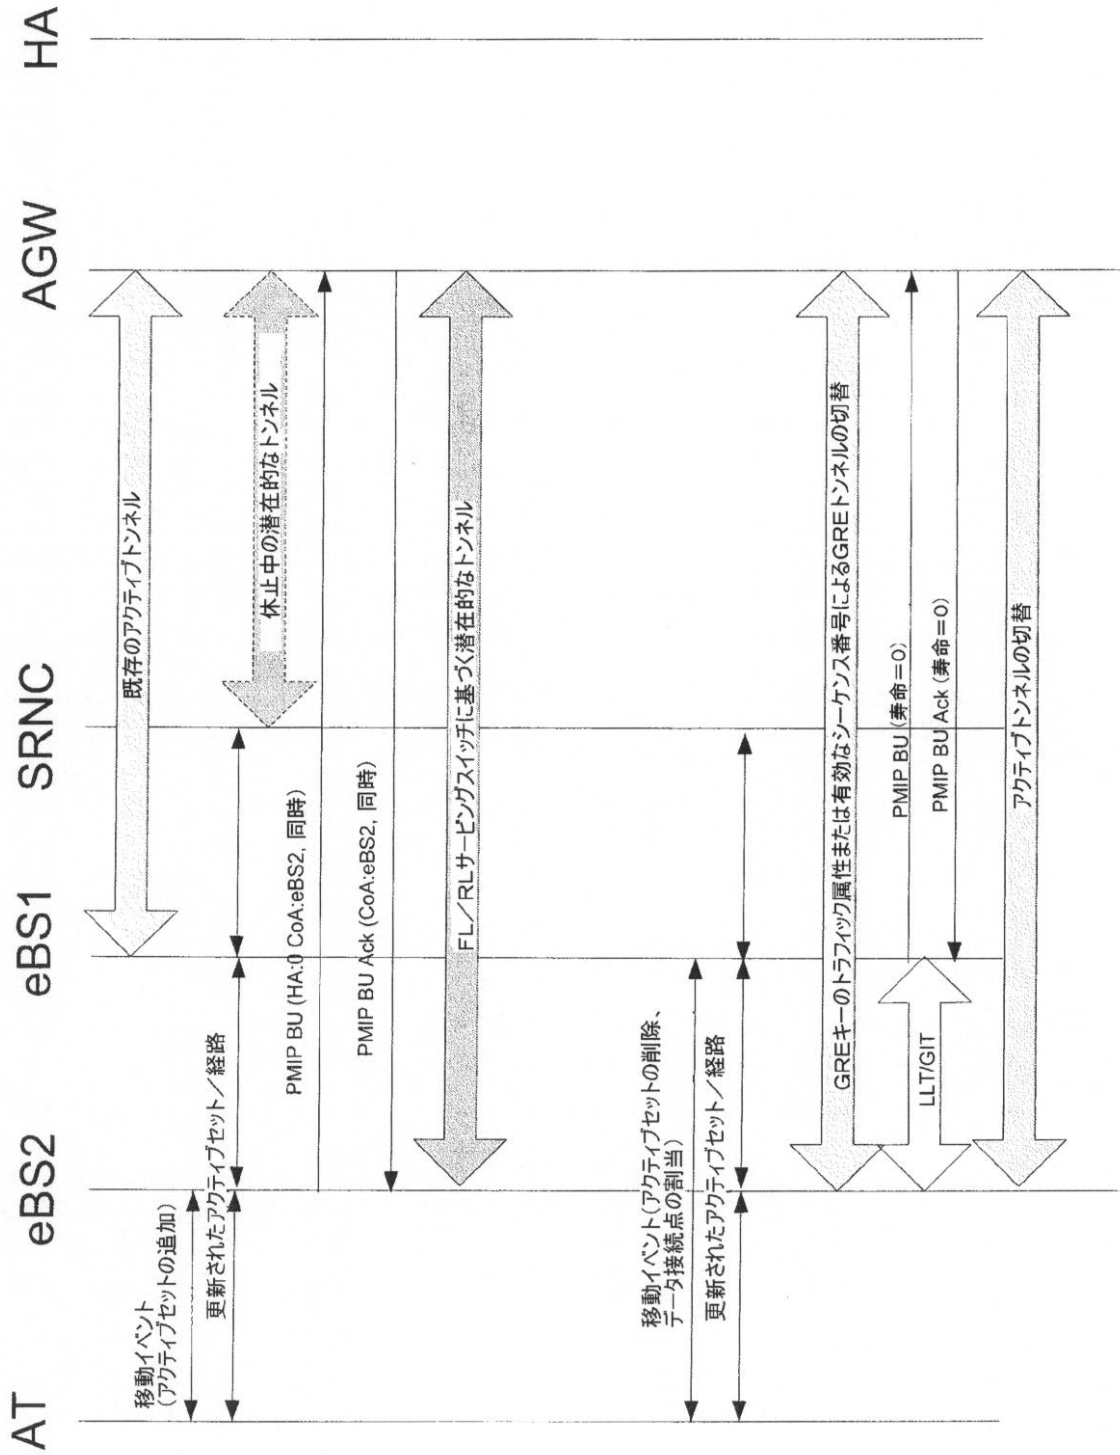 AT
eBS2
eBS1
SRNC
AGW
HA
既存のアクティブトンネル
移動イベント
(アクティブセットの追加)
更新されたアクティブセット／経路
休止中の潜在的なトンネル
PMIP BU (HA:0 CoA:eBS2, 同時)
PMIP BU Ack (CoA:eBS2, 同時)
FL／RLサービングスイッチに基づく潜在的なトンネル
移動イベント(アクティブセットの削除、
データ接続点の割当)
更新されたアクティブセット／経路
GREキーのトラフィック属性または有効なシーケンス番号によるGREトンネルの切替
LLT/GIT
PMIP BU (寿命=0)
PMIP BU Ack (寿命=0)
アクティブトンネルの切替